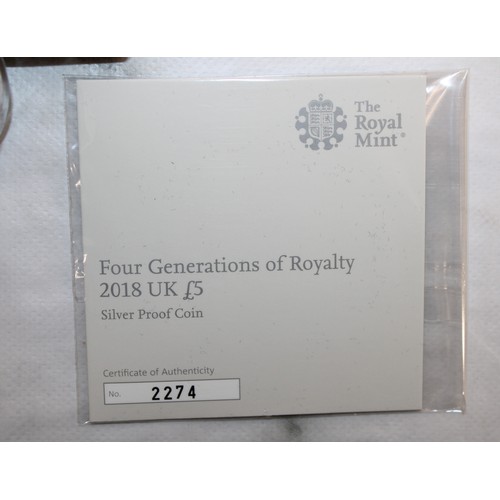 The
Royal
Mint®
Four Generations of Royalty
2018 UK £5
Silver Proof Coin
Certificate of Authenticity
No. 2274